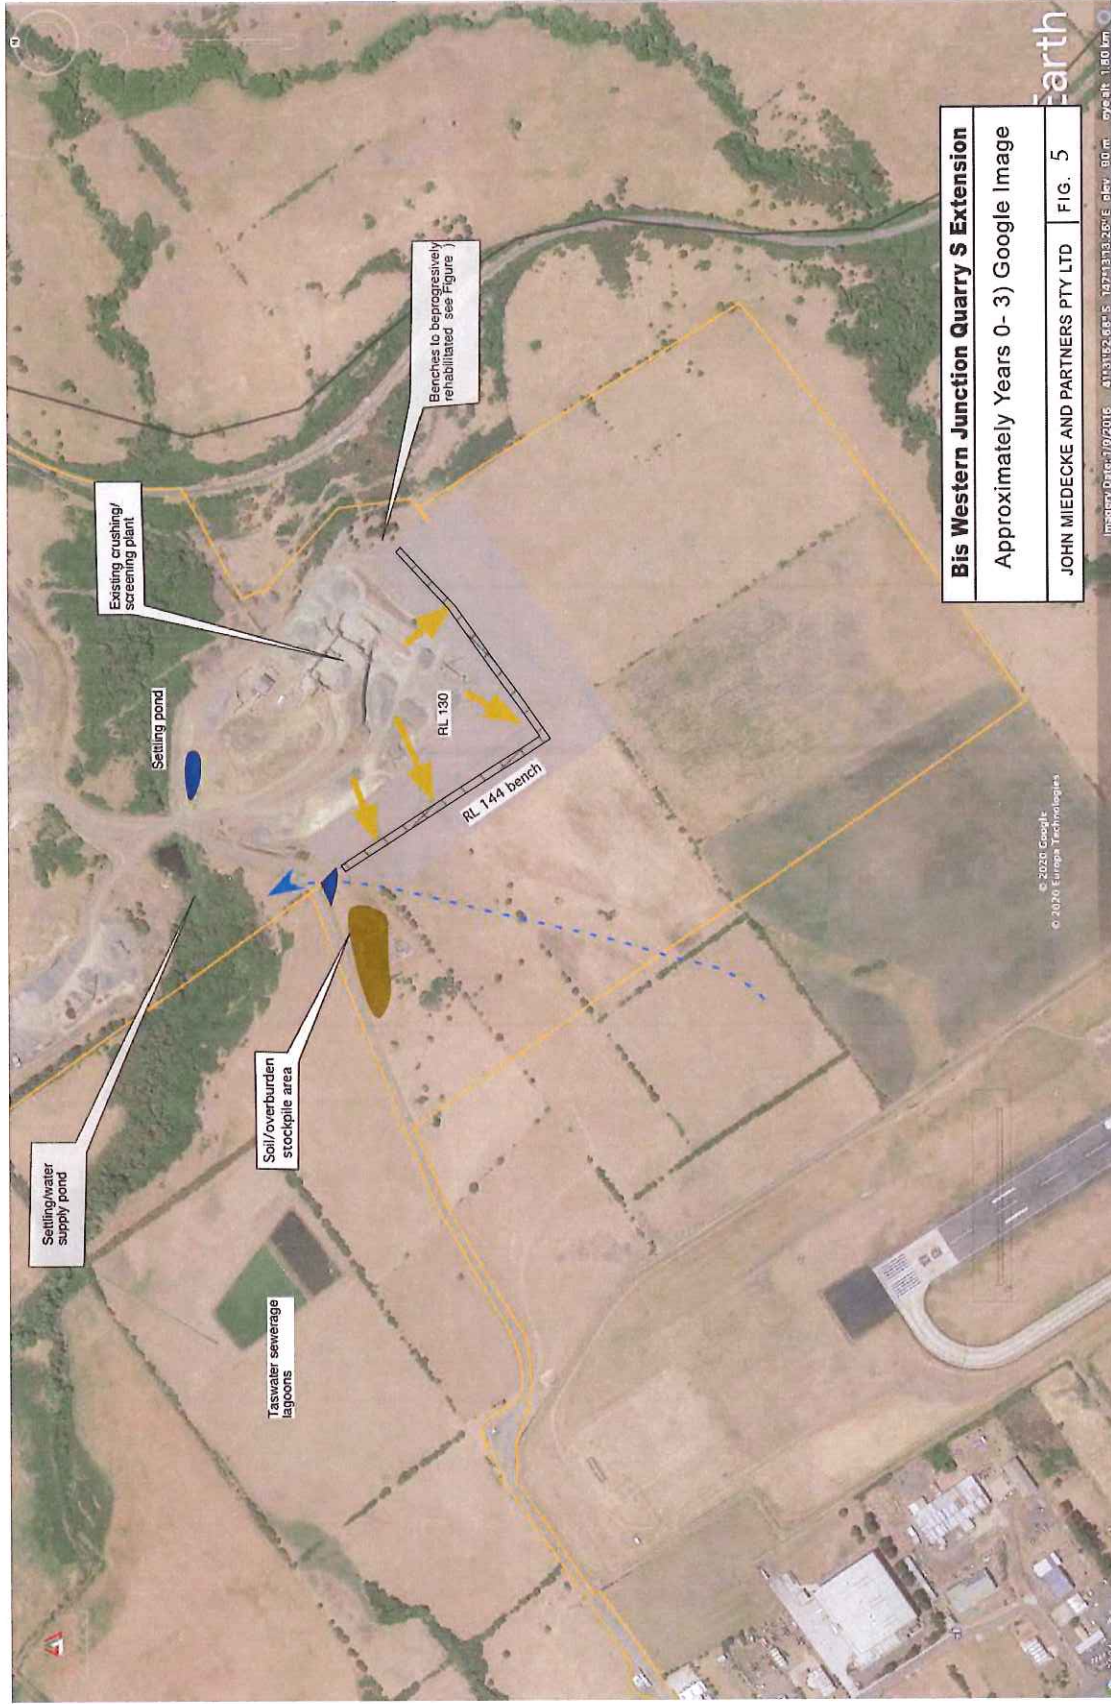 Settling/water
supply pond
Taswater sewerage
lagoons
Soil/overburden
stockpile area
Settling pond
Existing crushing/
screening plant
Benches to beprogresively
rehabilitated see Figure )
RL 130
RL 144 bench
© 2020 Google
© 2020 Europa Technologies
Earth
Bis Western Junction Quarry S Extension
Approximately Years 0- 3) Google Image
JOHN MIEDECKE AND PARTNERS PTY LTD
FIG. 5